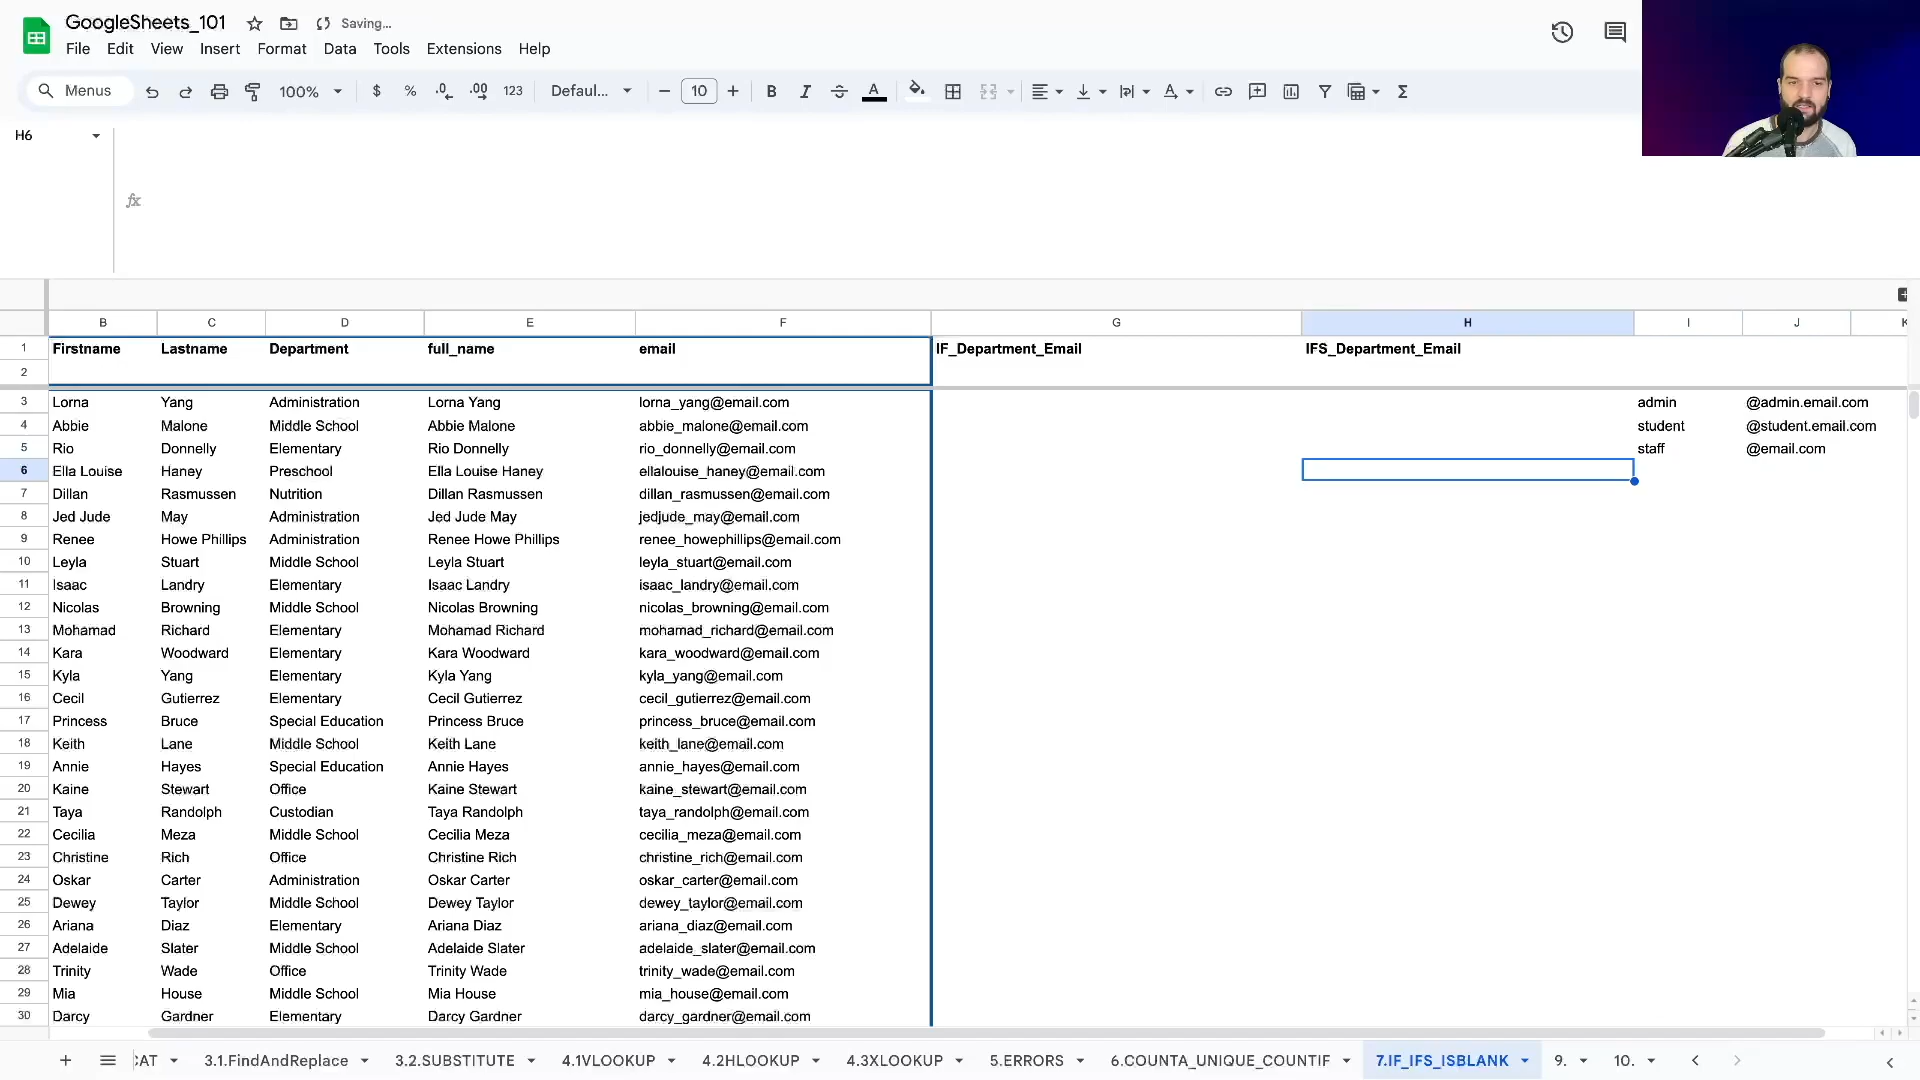 GoogleSheets_101 Saving...
File Edit View Insert Format Data Tools Extensions Help
Menus 100% $ % .0 .00 123 Defaul... 10 B I A
H6
fx
B C D E F G H I J K
1 Firstname Lastname Department full_name email IF_Department_Email IFS_Department_Email
2
3 Lorna Yang Administration Lorna Yang lorna_yang@email.com admin @admin.email.com
4 Abbie Malone Middle School Abbie Malone abbie_malone@email.com student @student.email.com
5 Rio Donnelly Elementary Rio Donnelly rio_donnelly@email.com staff @email.com
6 Ella Louise Haney Preschool Ella Louise Haney ellalouise_haney@email.com
7 Dillan Rasmussen Nutrition Dillan Rasmussen dillan_rasmussen@email.com
8 Jed Jude May Administration Jed Jude May jedjude_may@email.com
9 Renee Howe Phillips Administration Renee Howe Phillips renee_howephillips@email.com
10 Leyla Stuart Middle School Leyla Stuart leyla_stuart@email.com
11 Isaac Landry Elementary Isaac Landry isaac_landry@email.com
12 Nicolas Browning Middle School Nicolas Browning nicolas_browning@email.com
13 Mohamad Richard Elementary Mohamad Richard mohamad_richard@email.com
14 Kara Woodward Elementary Kara Woodward kara_woodward@email.com
15 Kyla Yang Elementary Kyla Yang kyla_yang@email.com
16 Cecil Gutierrez Elementary Cecil Gutierrez cecil_gutierrez@email.com
17 Princess Bruce Special Education Princess Bruce princess_bruce@email.com
18 Keith Lane Middle School Keith Lane keith_lane@email.com
19 Annie Hayes Special Education Annie Hayes annie_hayes@email.com
20 Kaine Stewart Office Kaine Stewart kaine_stewart@email.com
21 Taya Randolph Custodian Taya Randolph taya_randolph@email.com
22 Cecilia Meza Middle School Cecilia Meza cecilia_meza@email.com
23 Christine Rich Office Christine Rich christine_rich@email.com
24 Oskar Carter Administration Oskar Carter oskar_carter@email.com
25 Dewey Taylor Middle School Dewey Taylor dewey_taylor@email.com
26 Ariana Diaz Elementary Ariana Diaz ariana_diaz@email.com
27 Adelaide Slater Middle School Adelaide Slater adelaide_slater@email.com
28 Trinity Wade Office Trinity Wade trinity_wade@email.com
29 Mia House Middle School Mia House mia_house@email.com
30 Darcy Gardner Elementary Darcy Gardner darcy_gardner@email.com
CAT 3.1.FindAndReplace 3.2.SUBSTITUTE 4.1VLOOKUP 4.2HLOOKUP 4.3XLOOKUP 5.ERRORS 6.COUNTA_UNIQUE_COUNTIF 7.IF_IFS_ISBLANK 9. 10.